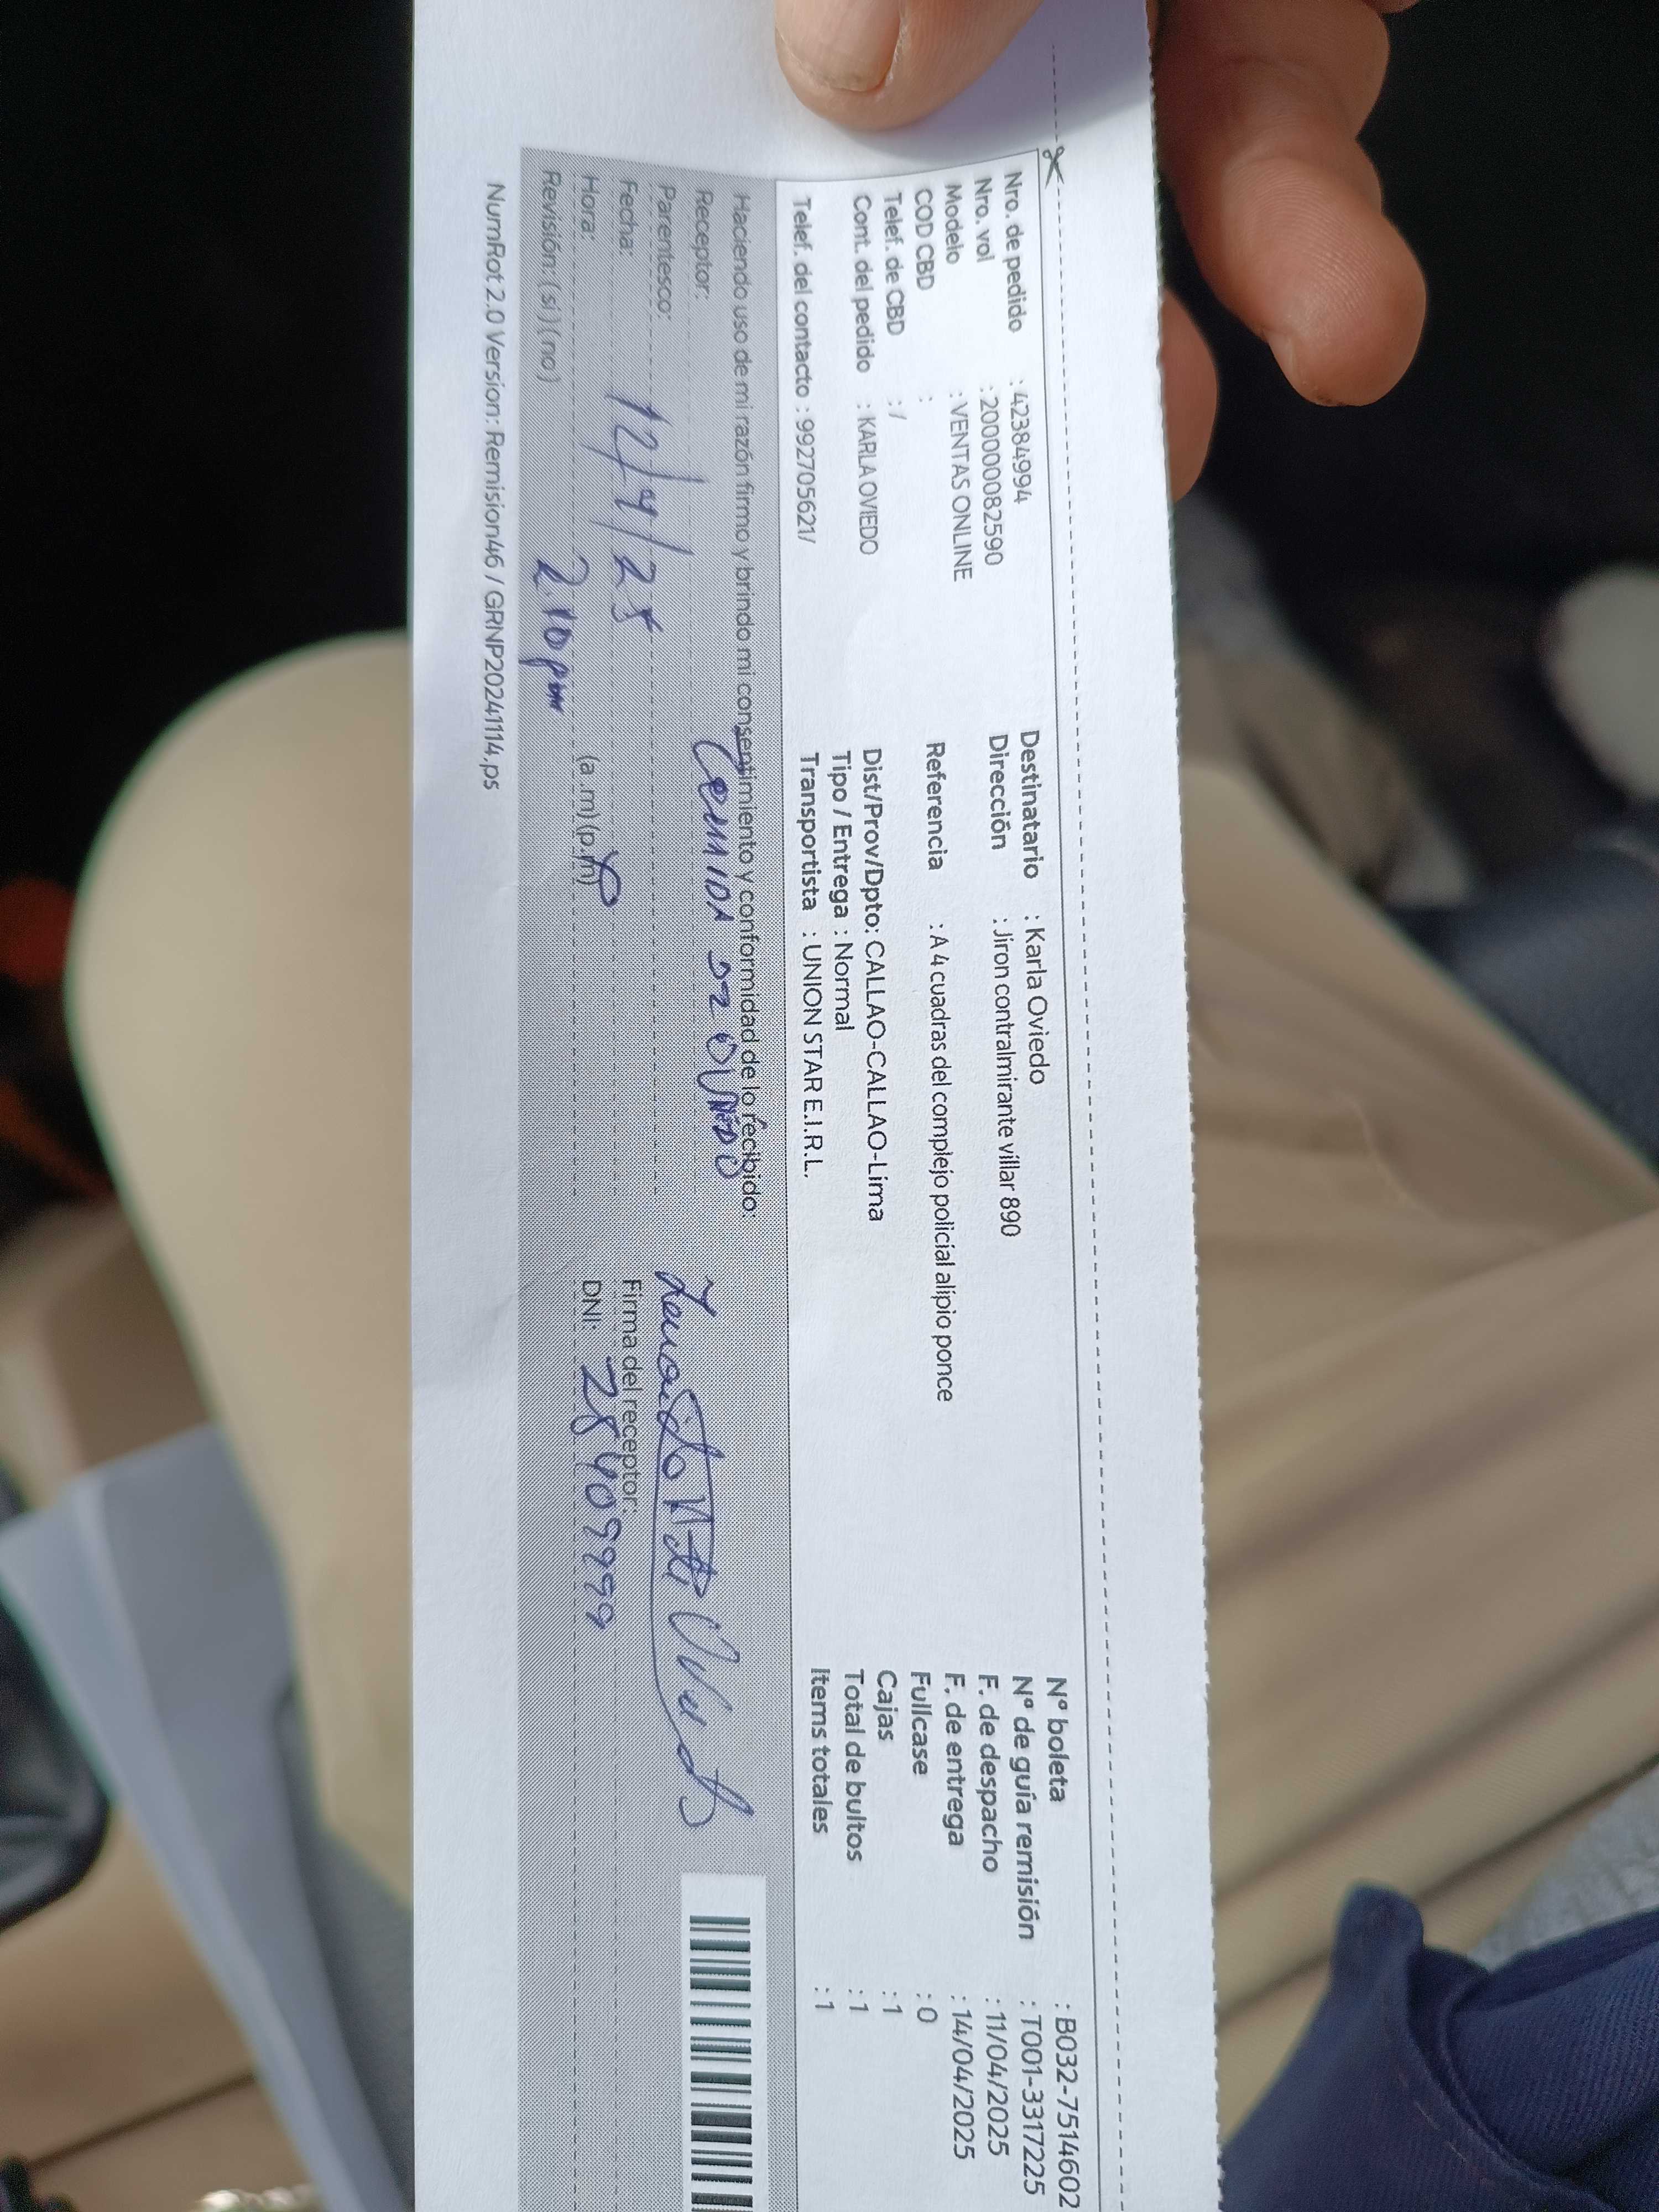 Nro. de pedido : 42384994
Nro. vol : 200000082590
Modelo : VENTAS ONLINE
COD CBD :
Telef. de CBD : /
Cont. del pedido : KARLA OVIEDO
Telef. del contacto : 992705621/
Destinatario : Karla Oviedo
Dirección : Jiron contralmirante villar 890
Referencia : A 4 cuadras del complejo policial alipio ponce
Dist/Prov/Dpto: CALLAO-CALLAO-Lima
Tipo / Entrega : Normal
Transportista : UNION STAR E.I.R.L.
N° boleta : B032-7514602
N° de guía remisión : T001-3317225
F. de despacho : 11/04/2025
F. de entrega : 14/04/2025
Fullcase : 0
Cajas : 1
Total de bultos : 1
Items totales : 1
Haciendo uso de mi razón firmo y brindo mi consentimiento y conformidad de lo recibido:
Receptor: OVIEDO
Parentesco:
Fecha: 12/4/25
Hora: 2.10 pm (a.m) (p.m)
Revisión: (si) (no)
Firma del receptor:
DNI: 25409999
NumRot 2.0 Version: Remision46 / GRNP20241114.ps